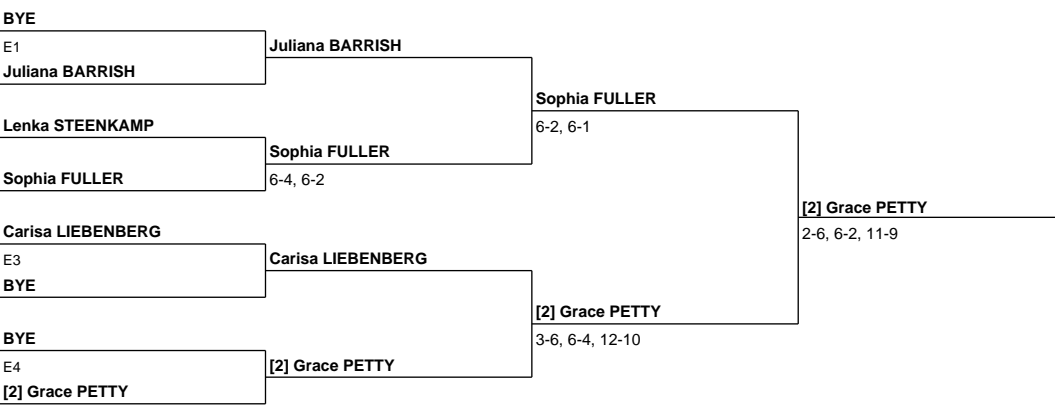 BYE
E1
Juliana BARRISH
Lenka STEENKAMP
Sophia FULLER
Carisa LIEBENBERG
E3
BYE
BYE
E4
[2] Grace PETTY
Juliana BARRISH
Sophia FULLER
6-4, 6-2
Carisa LIEBENBERG
[2] Grace PETTY
Sophia FULLER
6-2, 6-1
[2] Grace PETTY
3-6, 6-4, 12-10
[2] Grace PETTY
2-6, 6-2, 11-9